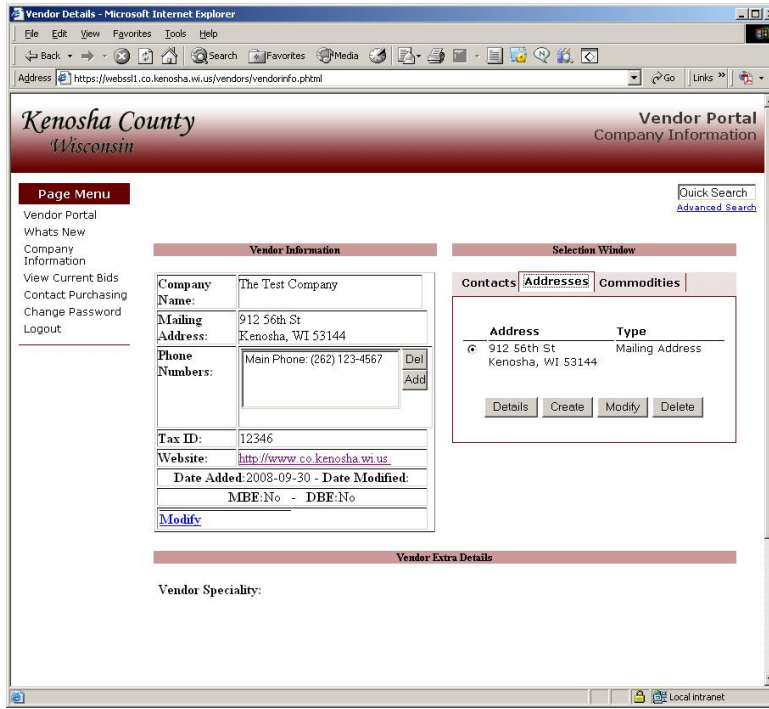 Vendor Details - Microsoft Internet Explorer
File Edit View Favorites Tools Help
Back Search Favorites Media
Address https://webssl1.co.kenosha.wi.us/vendors/vendorinfo.phtml Go Links »
Kenosha County
Wisconsin
Vendor Portal
Company Information
Page Menu
Vendor Portal
Whats New
Company
Information
View Current Bids
Contact Purchasing
Change Password
Logout
Quick Search
Advanced Search
Vendor Information
Company Name: The Test Company
Mailing Address: 912 56th St
Kenosha, WI 53144
Phone Numbers: Main Phone: (262) 123-4567 Del
Add
Tax ID: 12346
Website: http://www.co.kenosha.wi.us
Date Added:2008-09-30 - Date Modified:
MBE:No - DBE:No
Modify
Selection Window
Contacts Addresses Commodities
Address Type
912 56th St Mailing Address
Kenosha, WI 53144
Details Create Modify Delete
Vendor Extra Details
Vendor Speciality:
Local intranet